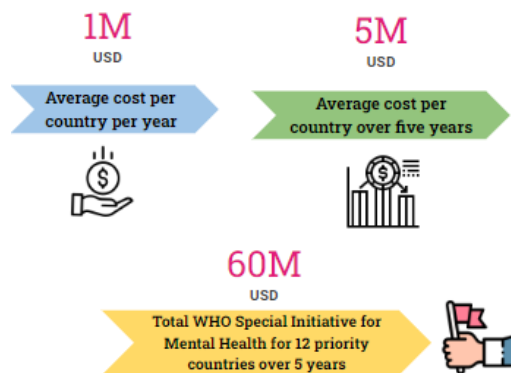 1M
USD
Average cost per
country per year
5M
USD
Average cost per
country over five years
$
$
60M
USD
Total WHO Special Initiative for
Mental Health for 12 priority
countries over 5 years